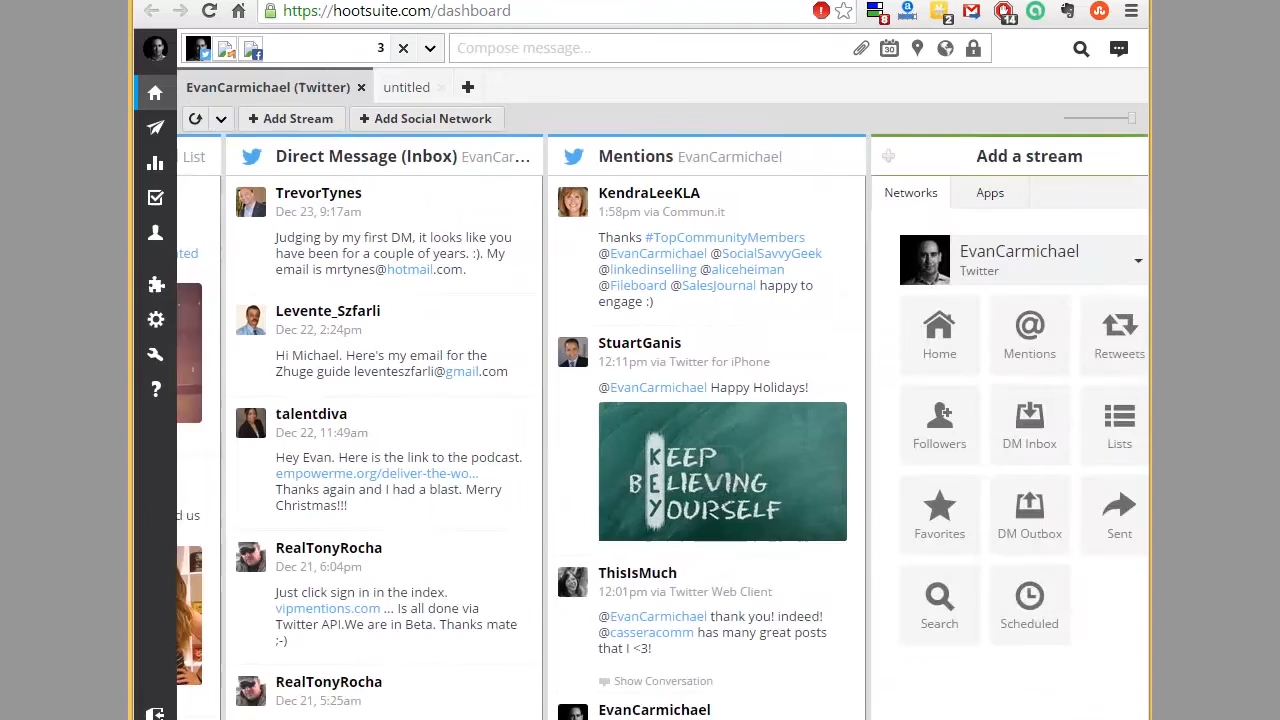 https://hootsuite.com/dashboard
8
2
14
3
Compose message...
30
EvanCarmichael (Twitter)
untitled
Add Stream
Add Social Network
List
ated
d us
Direct Message (Inbox) EvanCar...
TrevorTynes
Dec 23, 9:17am
Judging by my first DM, it looks like you
have been for a couple of years. :). My
email is mrtynes@hotmail.com.
Levente_Szfarli
Dec 22, 2:24pm
Hi Michael. Here's my email for the
Zhuge guide leventeszfarli@gmail.com
talentdiva
Dec 22, 11:49am
Hey Evan. Here is the link to the podcast.
empowerme.org/deliver-the-wo...
Thanks again and I had a blast. Merry
Christmas!!!
RealTonyRocha
Dec 21, 6:04pm
Just click sign in in the index.
vipmentions.com ... Is all done via
Twitter API.We are in Beta. Thanks mate
;-)
RealTonyRocha
Dec 21, 5:25am
Mentions EvanCarmichael
KendraLeeKLA
1:58pm via Commun.it
Thanks #TopCommunityMembers
@EvanCarmichael @SocialSavvyGeek
@linkedinselling @aliceheiman
@Fileboard @SalesJournal happy to
engage :)
StuartGanis
12:11pm via Twitter for iPhone
@EvanCarmichael Happy Holidays!
KEEP
BELIEVING
YOURSELF
ThisIsMuch
12:01pm via Twitter Web Client
@EvanCarmichael thank you! indeed!
@casseracomm has many great posts
that I <3!
Show Conversation
EvanCarmichael
Add a stream
Networks
Apps
EvanCarmichael
Twitter
Home
Mentions
Retweets
Followers
DM Inbox
Lists
Favorites
DM Outbox
Sent
Search
Scheduled